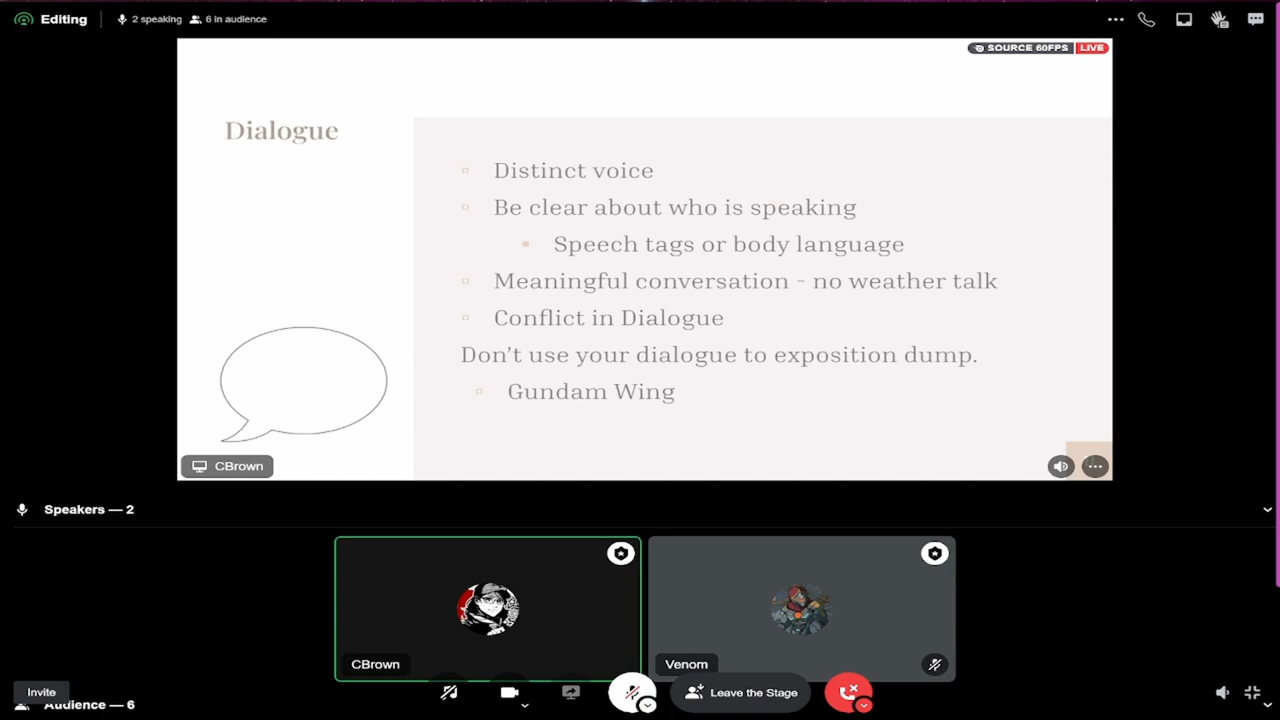 Editing
2 speaking
6 in audience
SOURCE 60FPS
LIVE
Dialogue
Distinct voice
Be clear about who is speaking
Speech tags or body language
Meaningful conversation - no weather talk
Conflict in Dialogue
Don't use your dialogue to exposition dump.
Gundam Wing
CBrown
Speakers — 2
CBrown
Venom
Invite
Leave the Stage
Audience — 6